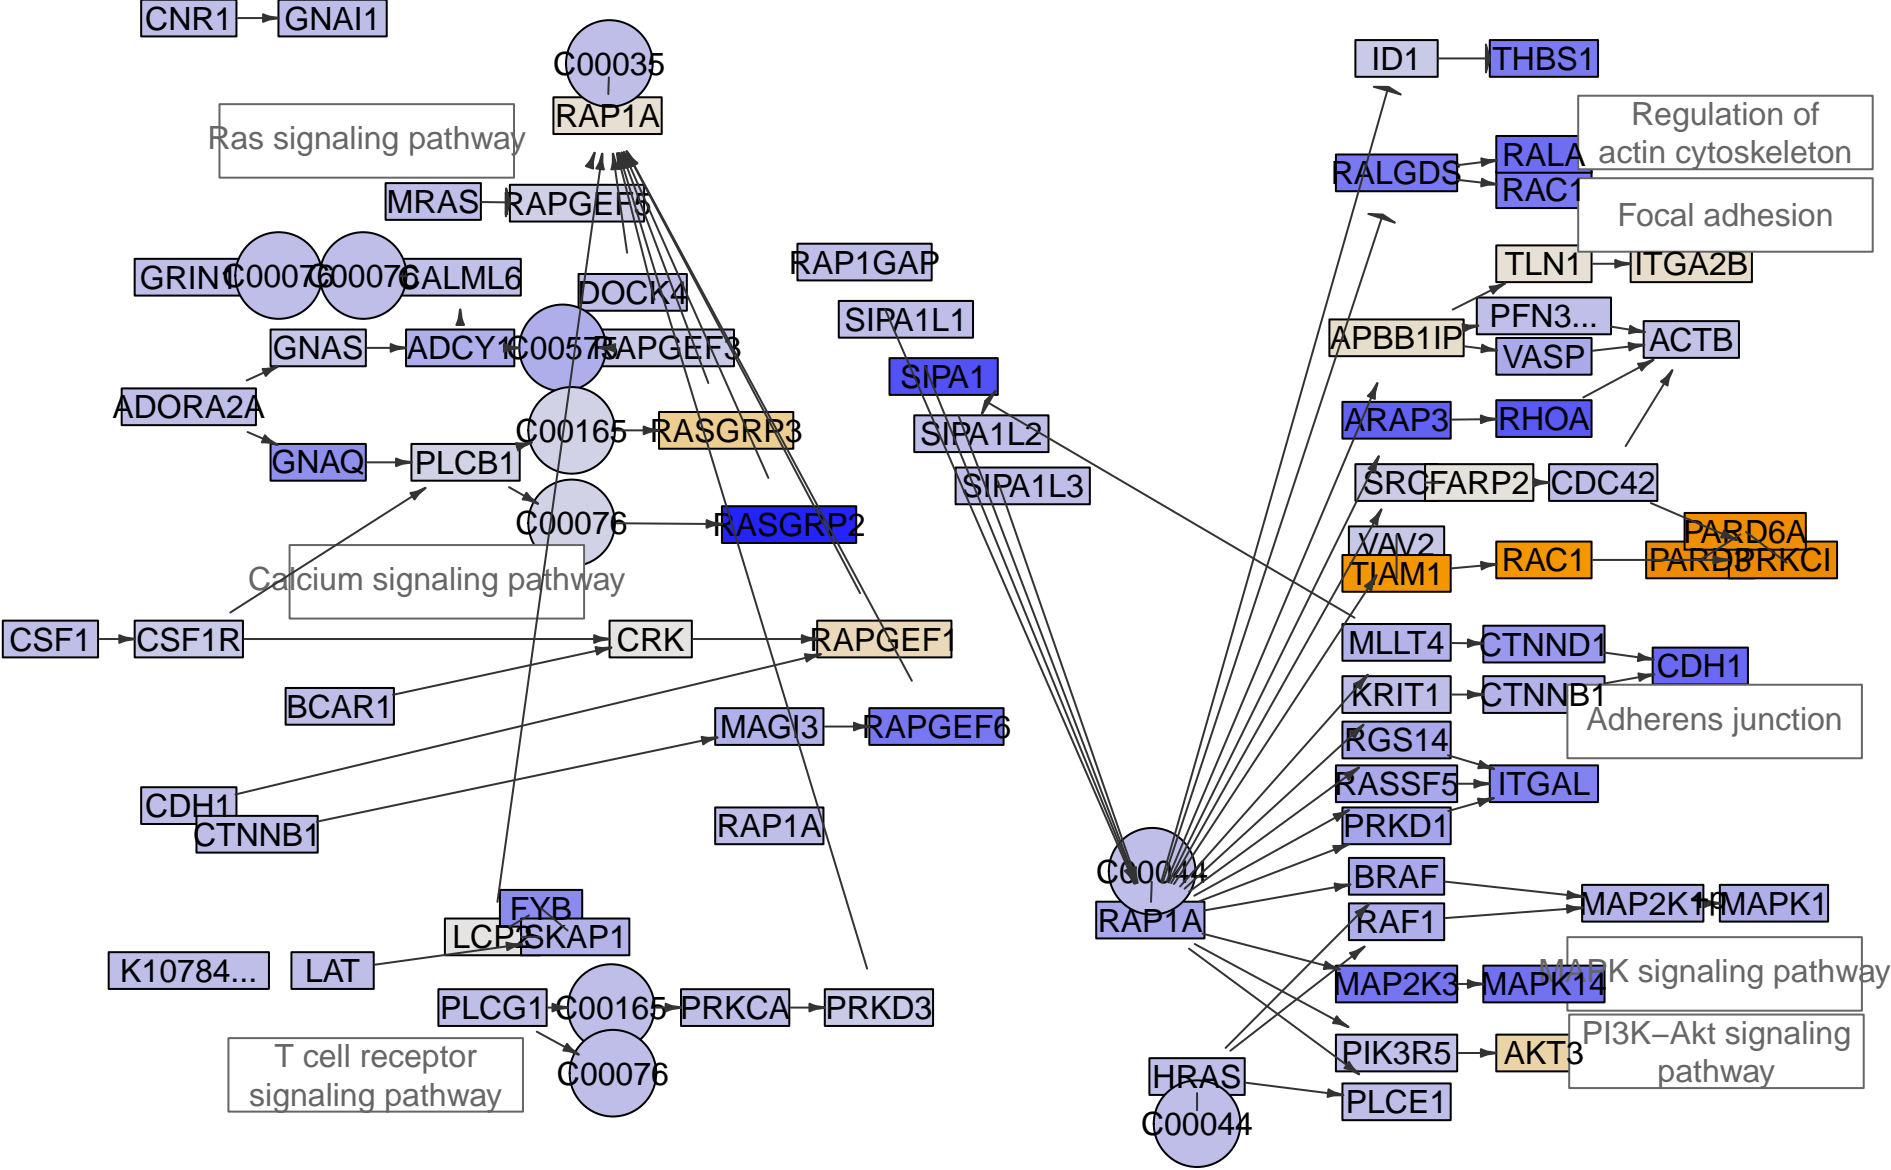 CNR1
GNAI1
C00035
RAP1A
Ras signaling pathway
MRAS
RAPGEF5
GRIN1
C00076
C00076
CALML6
DOCK4
GNAS
ADCY1
C00575
RAPGEF3
ADORA2A
GNAQ
PLCB1
C00165
RASGRP3
C00076
RASGRP2
Calcium signaling pathway
CSF1
CSF1R
CRK
RAPGEF1
BCAR1
MAGI3
RAPGEF6
CDH1
CTNNB1
RAP1A
FYB
LCP2
SKAP1
K10784...
LAT
PLCG1
C00165
PRKCA
PRKD3
T cell receptor
signaling pathway
C00076
RAP1GAP
SIPA1L1
SIPA1
SIPA1L2
SIPA1L3
C00044
RAP1A
HRAS
C00044
ID1
THBS1
Regulation of
actin cytoskeleton
RALGDS
RALA
RAC1
Focal adhesion
TLN1
ITGA2B
APBB1IP
PFN3...
VASP
ACTB
ARAP3
RHOA
SRC
FARP2
CDC42
VAV2
TIAM1
RAC1
PARD6A
PARD3
PRKCI
MLLT4
CTNND1
CDH1
KRIT1
CTNNB1
Adherens junction
RGS14
RASSF5
ITGAL
PRKD1
BRAF
MAP2K1
+p
MAPK1
RAF1
MAP2K3
MAPK14
MAPK signaling pathway
PIK3R5
AKT3
PI3K−Akt signaling
pathway
PLCE1